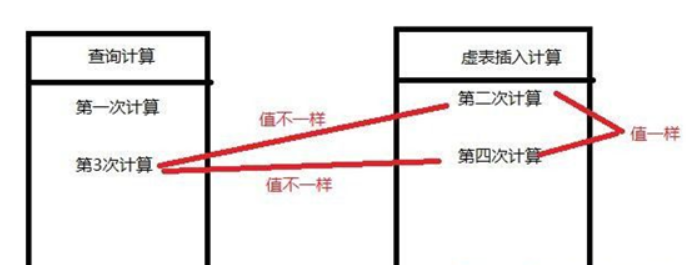 查询计算
虚表插入计算
第一次计算
第二次计算
值不一样
值一样
第3次计算
第四次计算
值不一样